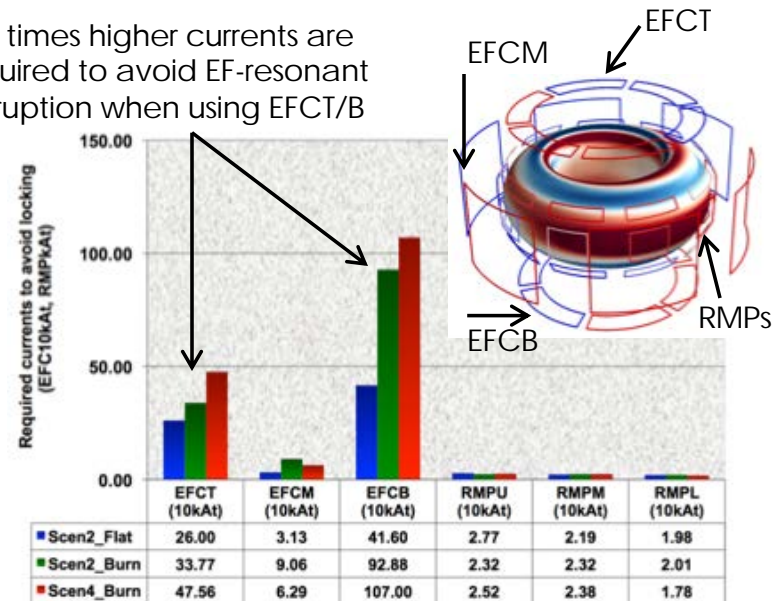 times higher currents are
to avoid EF-resonant
when using EFCT/B
EFCT
EFCM
RMPs
EFCB
Required currents to avoid locking
(EFC10kAt, RMPkAt)
150.00
100.00
50.00
0.00
EFCT (10kAt) EFCM (10kAt) EFCB (10kAt) RMPU (10kAt) RMPM (10kAt) RMPL (10kAt)
Scen2_Flat 26.00 3.13 41.60 2.77 2.19 1.98
Scen2_Burn 33.77 9.06 92.88 2.32 2.32 2.01
Scen4_Burn 47.56 6.29 107.00 2.52 2.38 1.78